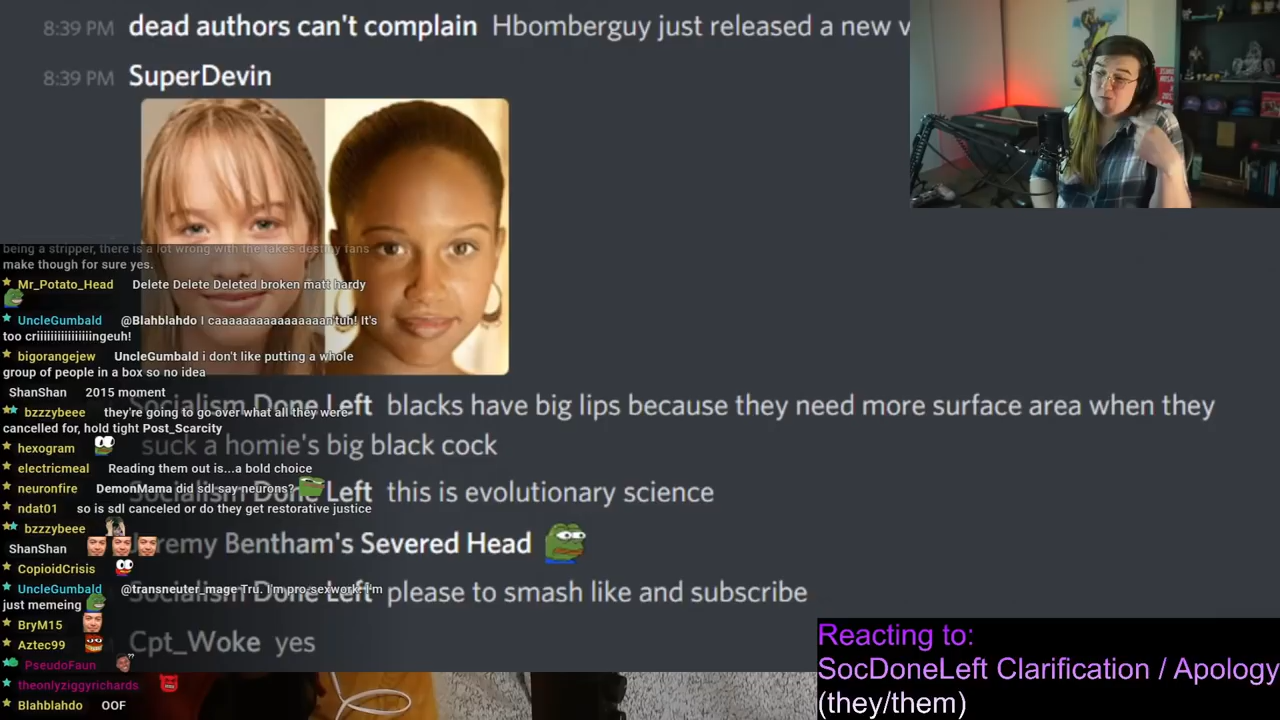 8:39 PM dead authors can't complain Hbomberguy just released a new v
8:39 PM SuperDevin
Socialism Done Left blacks have big lips because they need more surface area when they
suck a homie's big black cock
Socialism Done Left this is evolutionary science
Jeremy Bentham's Severed Head
Socialism Done Left please to smash like and subscribe
Cpt_Woke yes
being a stripper, there is a lot wrong with the takes destiny fans
make though for sure yes.
Mr_Potato_Head Delete Delete Deleted broken matt hardy
UncleGumbald @Blahblahdo I caaaaaaaaaaaaaaaan'tuh! It's
too criiiiiiiiiiiiiiingeuh!
bigorangejew UncleGumbald i don't like putting a whole
group of people in a box so no idea
ShanShan 2015 moment
bzzzybeee they're going to go over what all they were
cancelled for, hold tight Post_Scarcity
hexogram
electricmeal Reading them out is...a bold choice
neuronfire DemonMama did sdl say neurons?
ndat01 so is sdl canceled or do they get restorative justice
bzzzybeee
ShanShan
CopioidCrisis
UncleGumbald @transneuter_mage Tru. I'm pro-sexwork. I'm
just memeing
BryM15
Aztec99
PseudoFaun
theonlyziggyrichards
Blahblahdo OOF
Reacting to:
SocDoneLeft Clarification / Apology
(they/them)